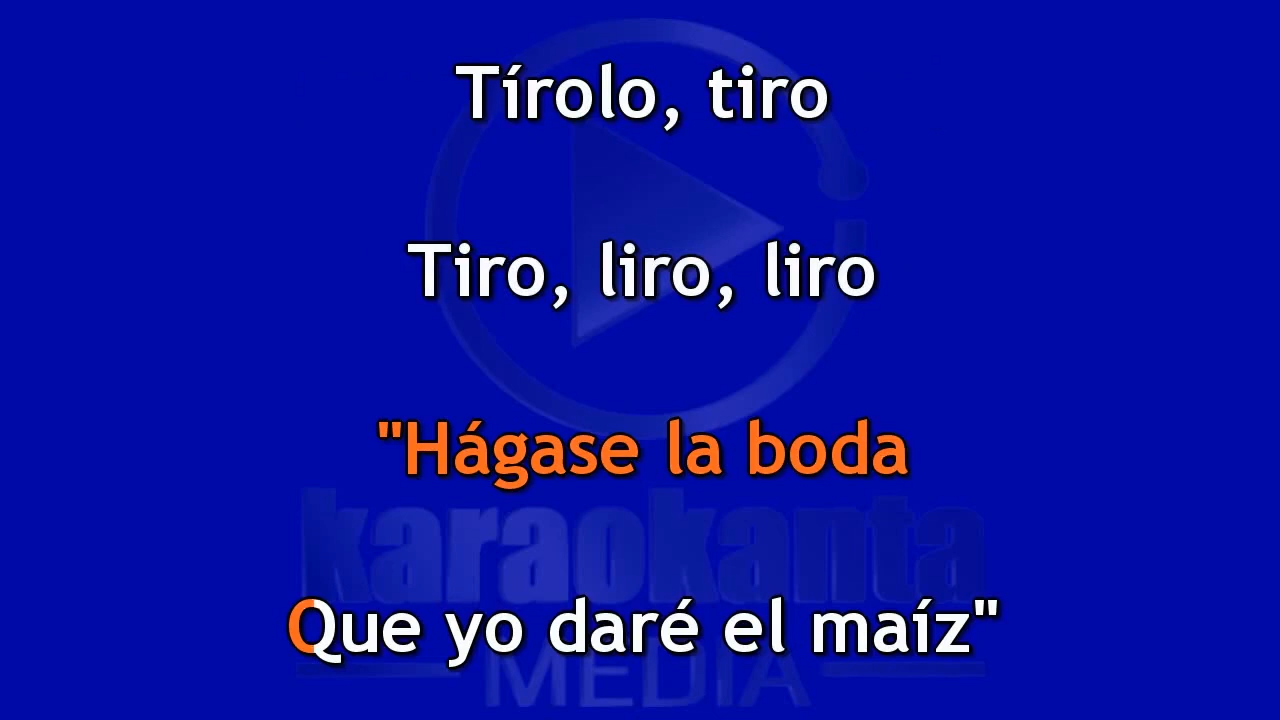 Tírolo, tiro
Tiro, liro, liro
"Hágase la boda
karaokanta
Que yo daré el maíz"
MEDIA